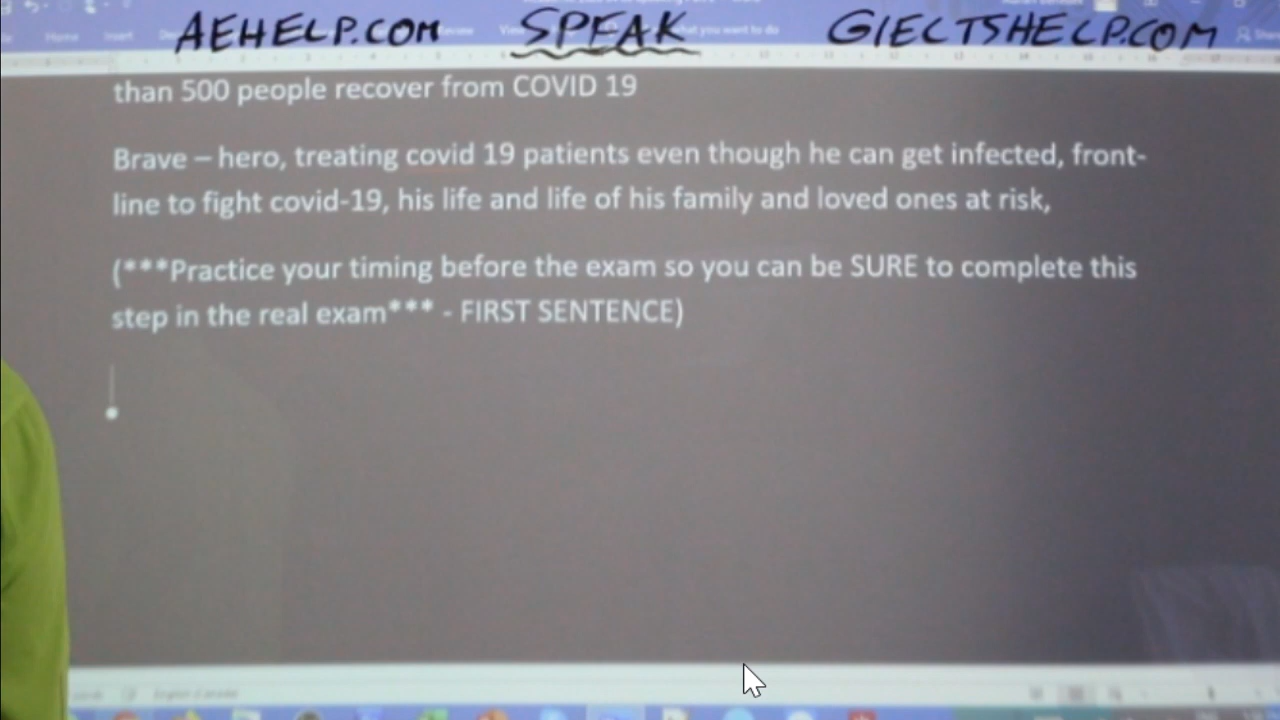 AEHELP.COM SPEAK GIELTSHELP.COM
than 500 people recover from COVID 19
Brave – hero, treating covid 19 patients even though he can get infected, front-
line to fight covid-19, his life and life of his family and loved ones at risk,
(***Practice your timing before the exam so you can be SURE to complete this
step in the real exam*** - FIRST SENTENCE)